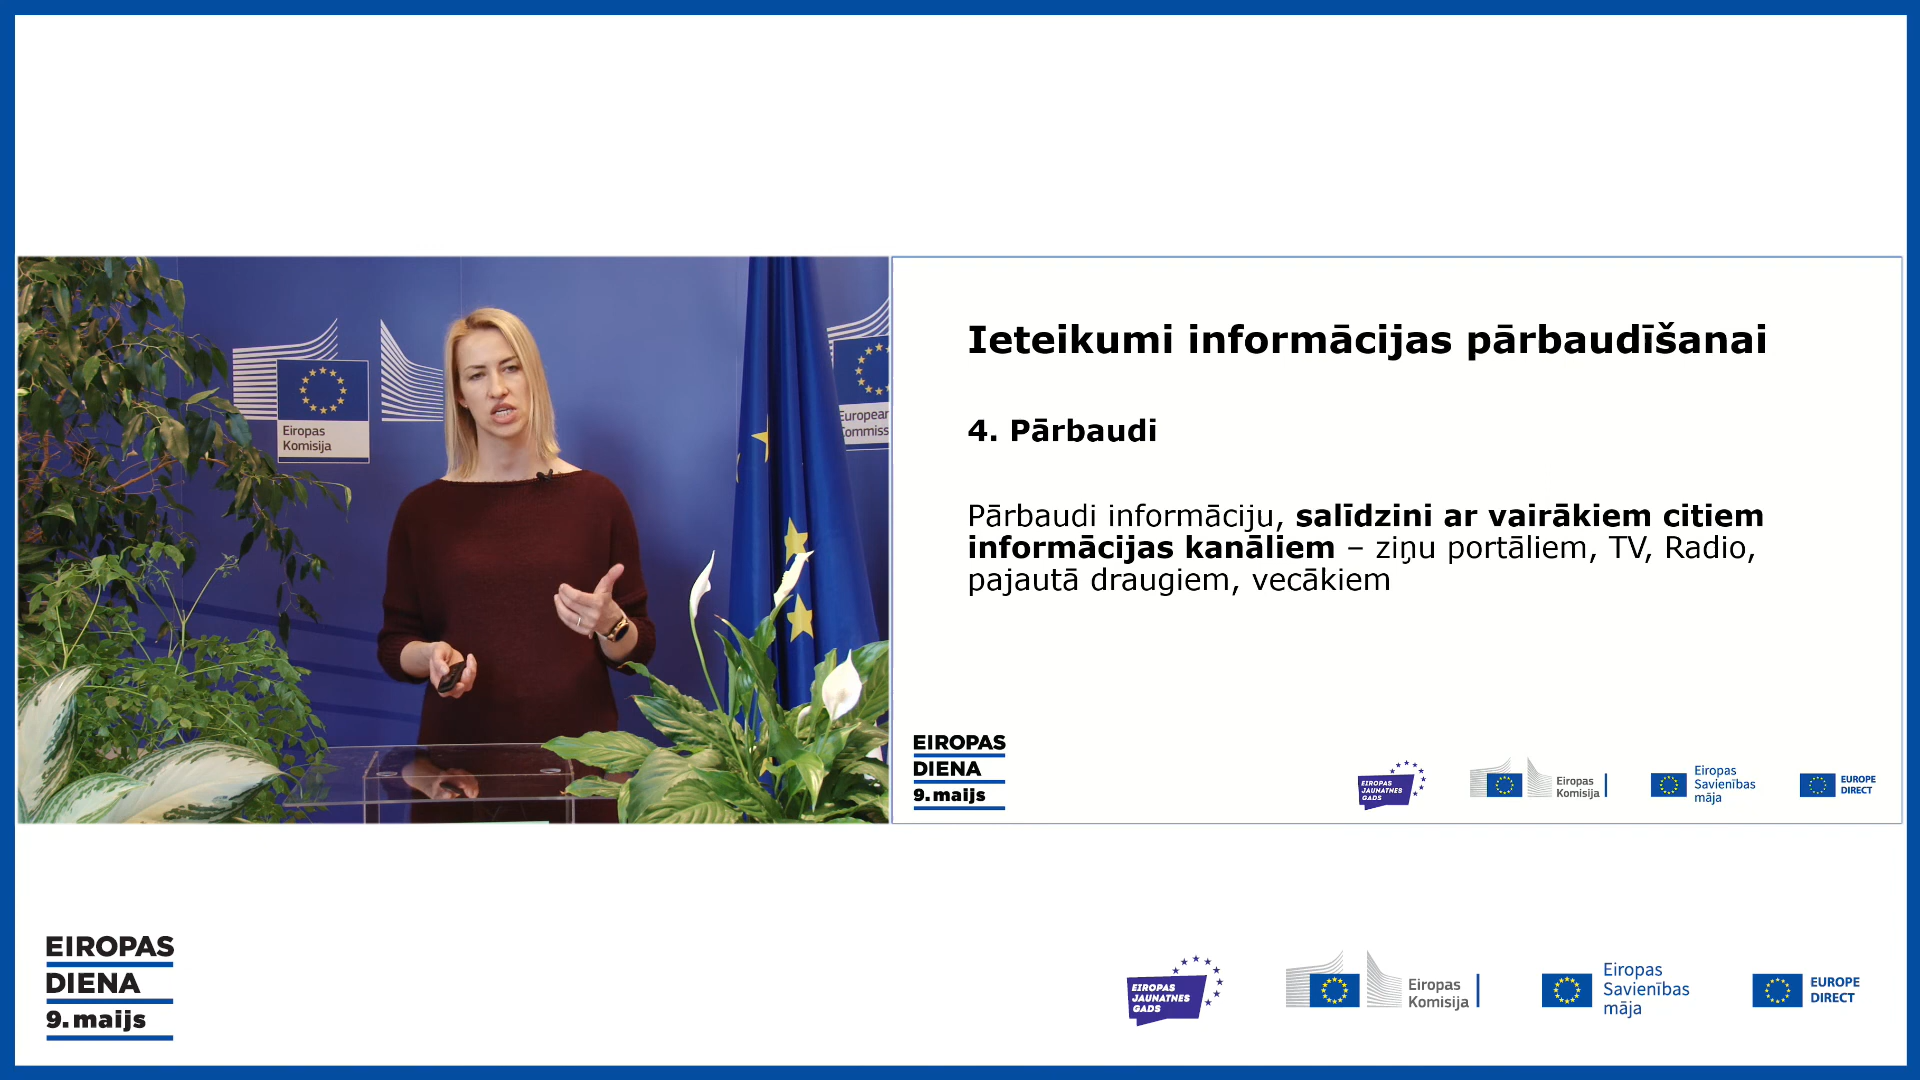 Eiropas
Komisija
European
Ieteikumi informācijas pārbaudīšanai
4. Pārbaudi
Pārbaudi informāciju, salīdzini ar vairākiem citiem
informācijas kanāliem – ziņu portāliem, TV, Radio,
pajautā draugiem, vecākiem
EIROPAS
DIENA
9. maijs
EIROPAS
JAUNATNES
GADS
Eiropas
Komisija
Eiropas
Savienības
māja
EUROPE
DIRECT
EIROPAS
DIENA
9. maijs
EIROPAS
JAUNATNES
GADS
Eiropas
Komisija
Eiropas
Savienības
māja
EUROPE
DIRECT